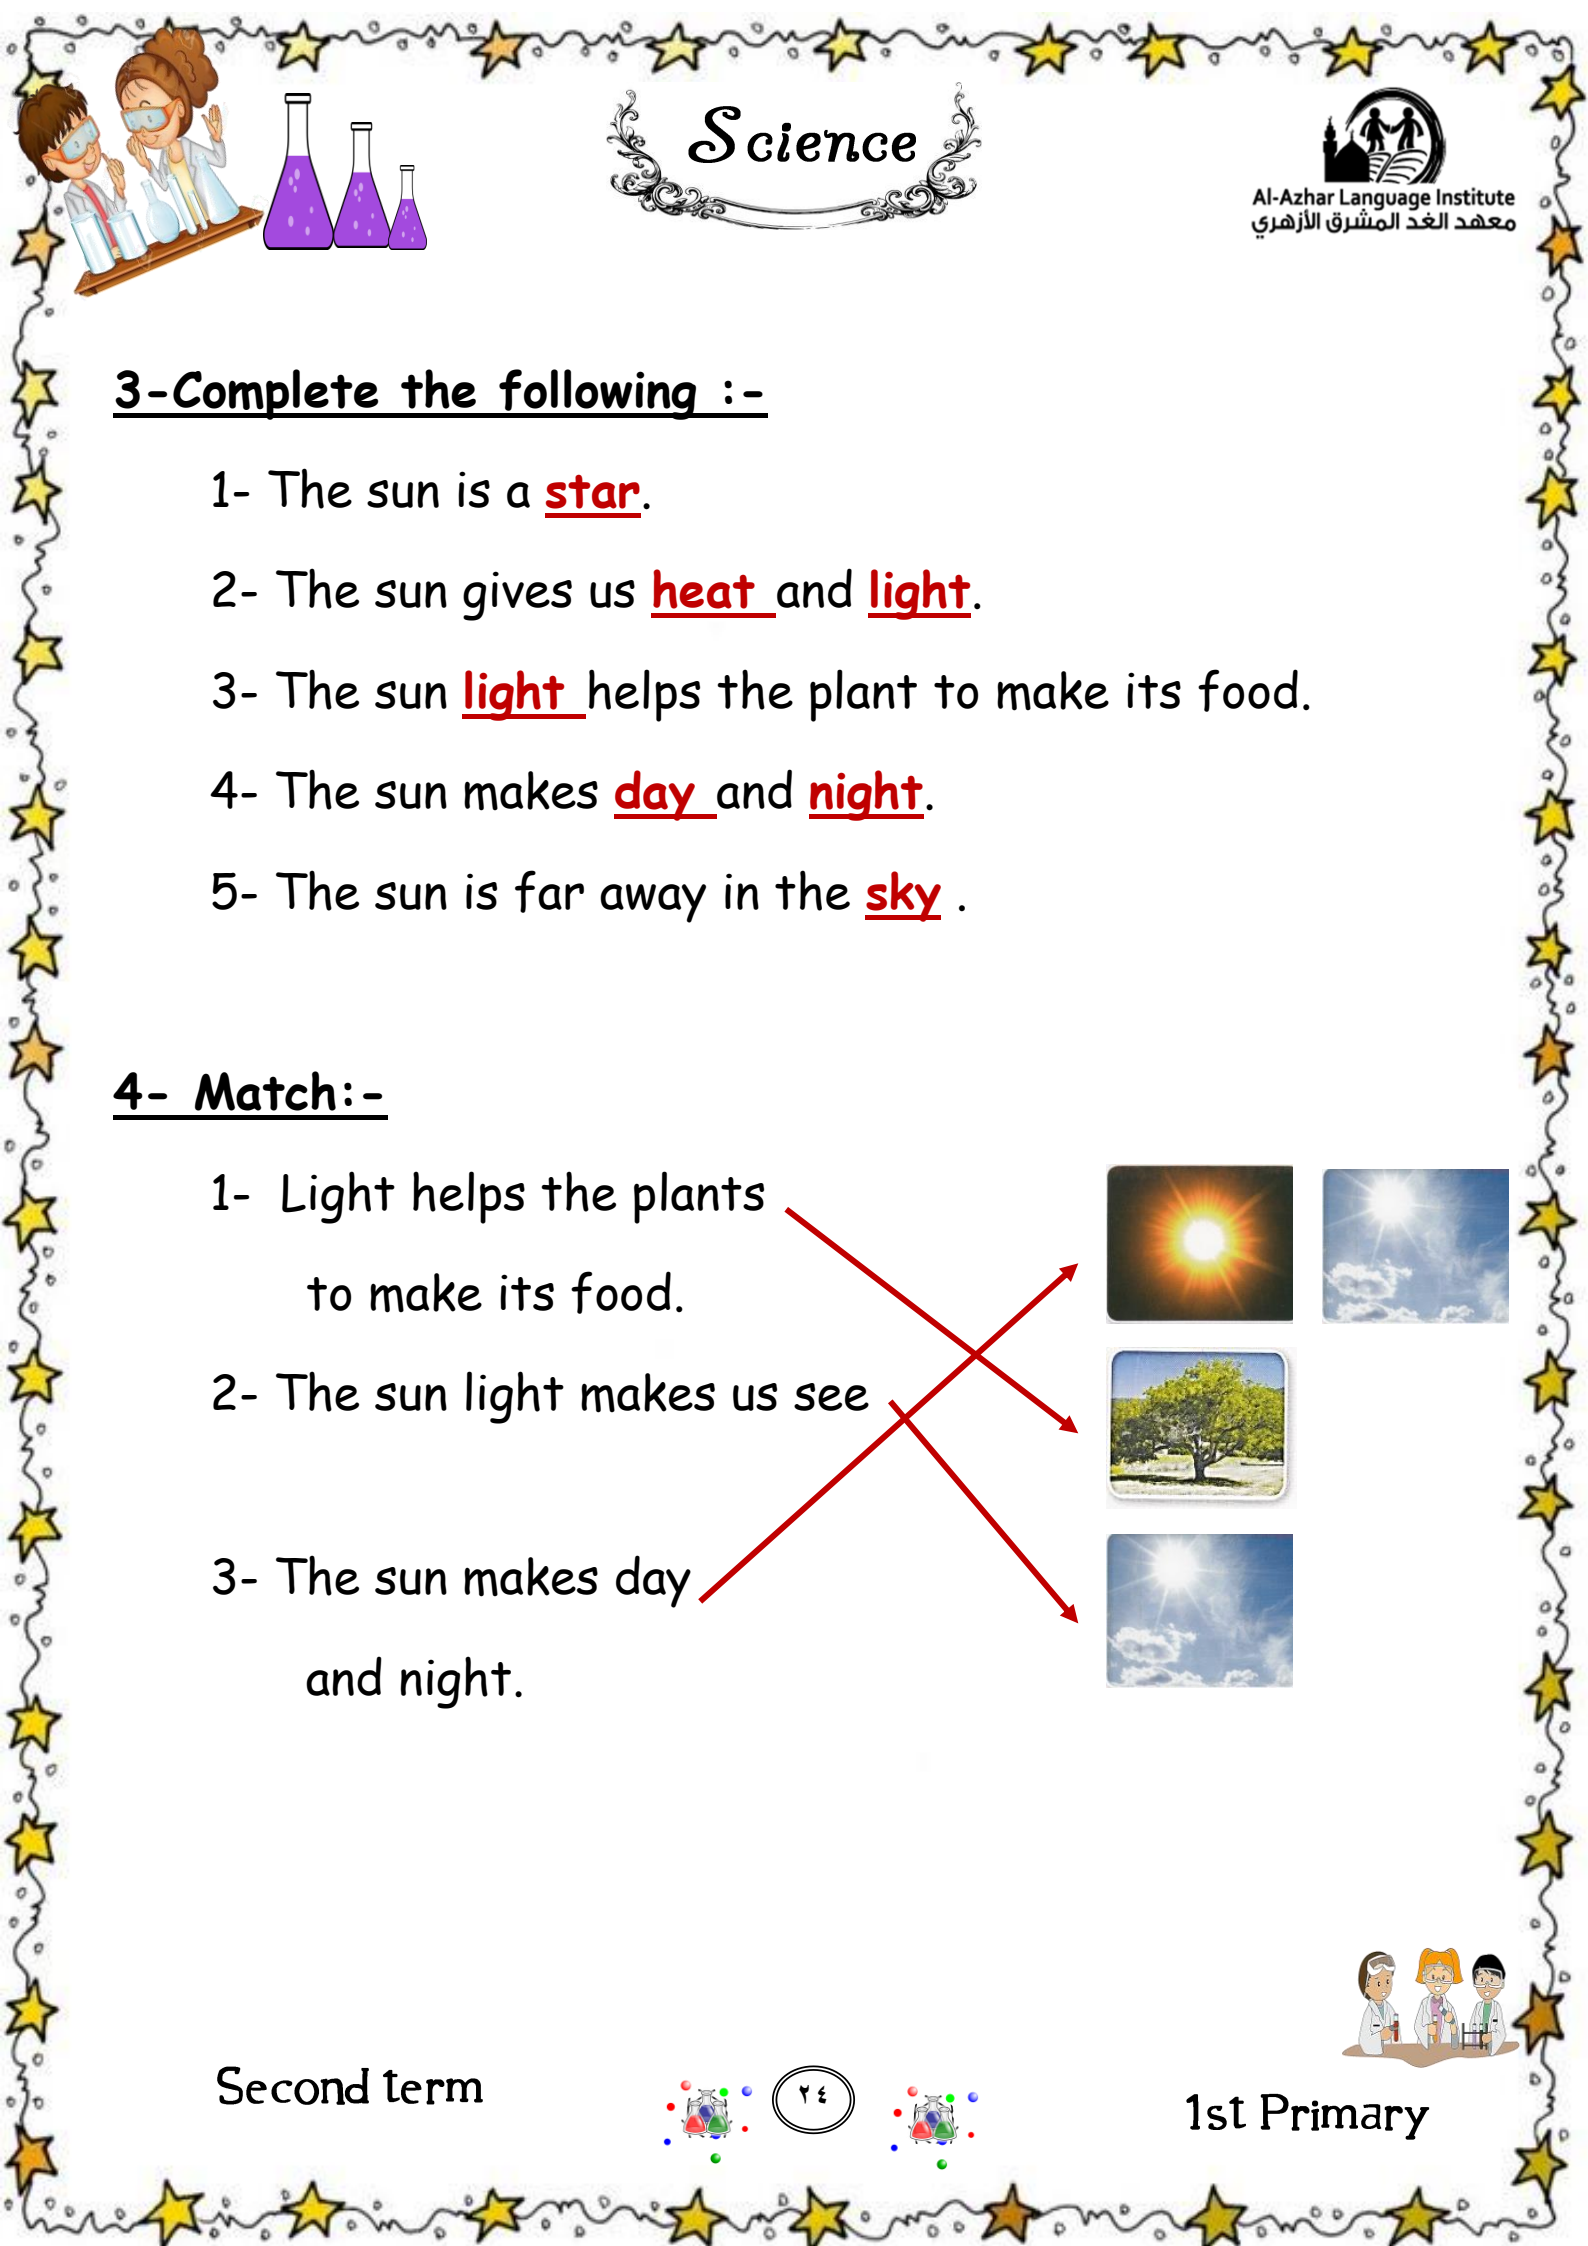 Science
Al-Azhar Language Institute
معهد الغد المشرق الأزهري
3-Complete the following :-
1- The sun is a star.
2- The sun gives us heat and light.
3- The sun light helps the plant to make its food.
4- The sun makes day and night.
5- The sun is far away in the sky .
4- Match:-
1- Light helps the plants
to make its food.
2- The sun light makes us see
3- The sun makes day
and night.
Second term
٢٤
1st Primary